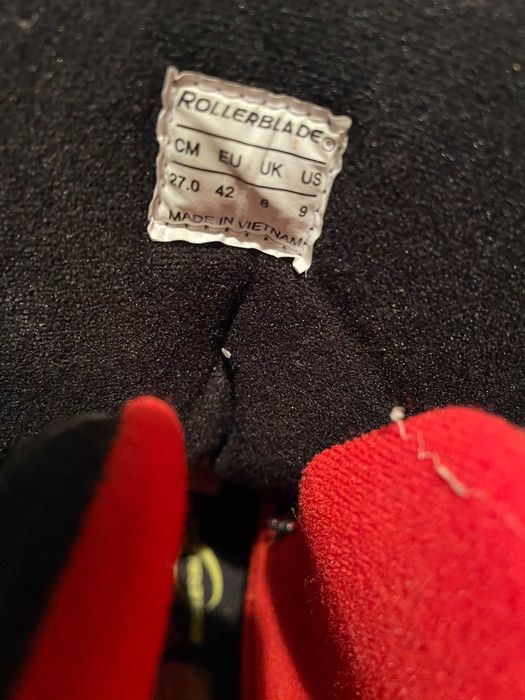 ROLLERBLADE®
CM EU UK US
27.0 42 8 9
MADE IN VIETNAM